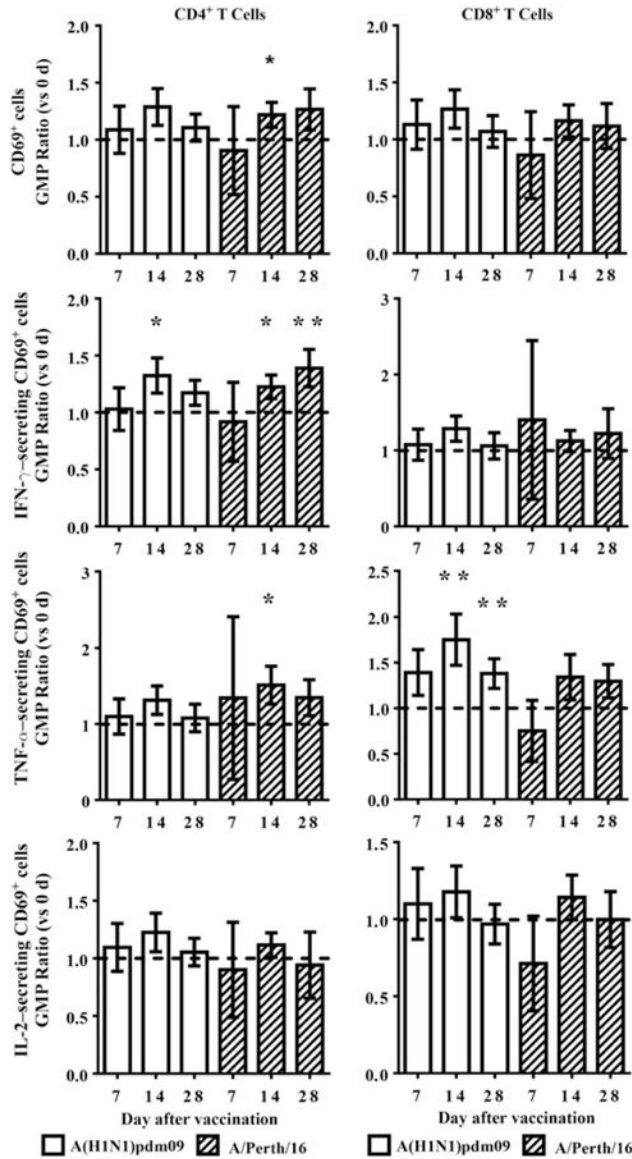 CD4+ T Cells
CD8+ T Cells
CD69+ cells
GMP Ratio (vs 0 d)
2.0
1.5
1.0
0.5
0.0
*
7 14 28 7 14 28
2.0
1.5
1.0
0.5
0.0
7 14 28 7 14 28
IFN-γ–secreting CD69+ cells
GMP Ratio (vs 0 d)
2.0
1.5
1.0
0.5
0.0
* * * *
7 14 28 7 14 28
3
2
1
0
7 14 28 7 14 28
TNF-α–secreting CD69+ cells
GMP Ratio (vs 0 d)
3
2
1
0
*
7 14 28 7 14 28
2.5
2.0
1.5
1.0
0.5
0.0
* * * *
7 14 28 7 14 28
IL-2–secreting CD69+ cells
GMP Ratio (vs 0 d)
2.0
1.5
1.0
0.5
0.0
7 14 28 7 14 28
1.5
1.0
0.5
0.0
7 14 28 7 14 28
Day after vaccination
Day after vaccination
A(H1N1)pdm09 A/Perth/16
A(H1N1)pdm09 A/Perth/16